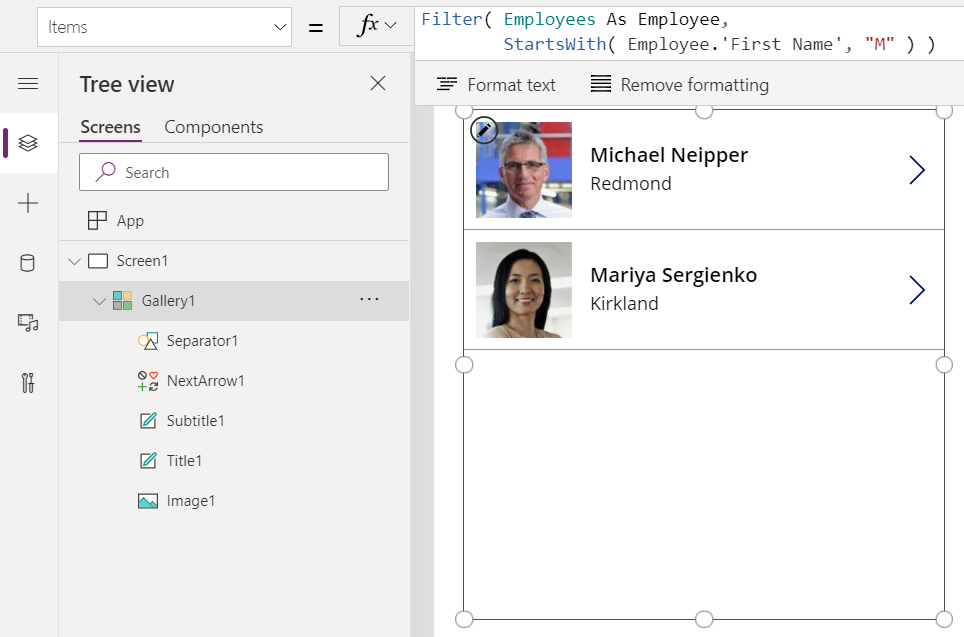 Items
=
fx
Filter( Employees As Employee,
StartsWith( Employee.'First Name', "M" ) )
Tree view
Format text
Remove formatting
Screens
Components
Search
App
Screen1
Gallery1
...
Separator1
NextArrow1
Subtitle1
Title1
Image1
Michael Neipper
Redmond
Mariya Sergienko
Kirkland